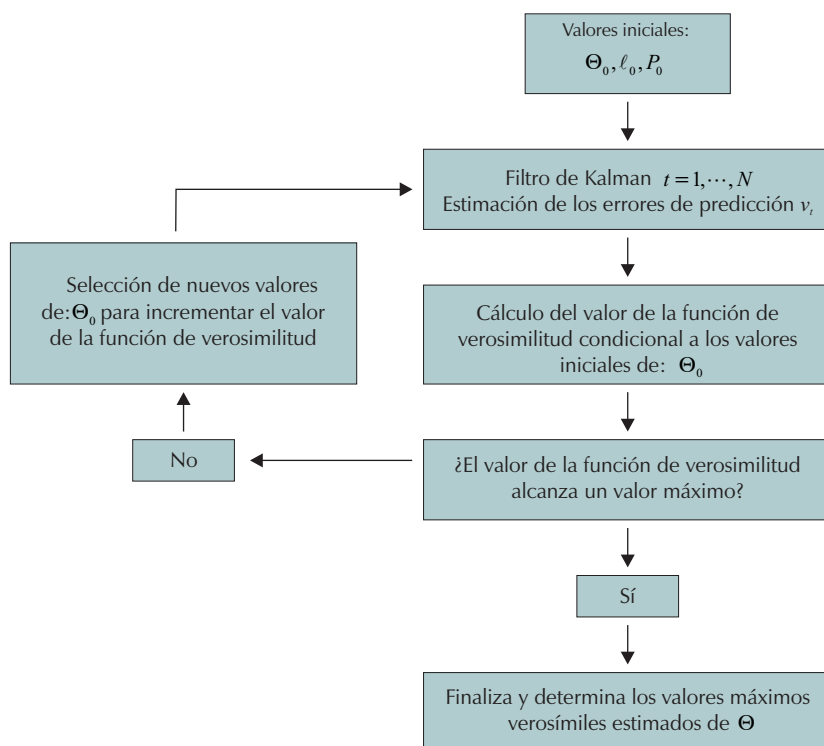 Valores iniciales:
Θ₀, ℓ₀, P₀
Filtro de Kalman t = 1, ⋯, N
Estimación de los errores de predicción vₜ
Selección de nuevos valores
de: Θ₀ para incrementar el valor
de la función de verosimilitud
Cálculo del valor de la función de
verosimilitud condicional a los valores
iniciales de: Θ₀
No
¿El valor de la función de verosimilitud
alcanza un valor máximo?
Sí
Finaliza y determina los valores máximos
verosímiles estimados de Θ